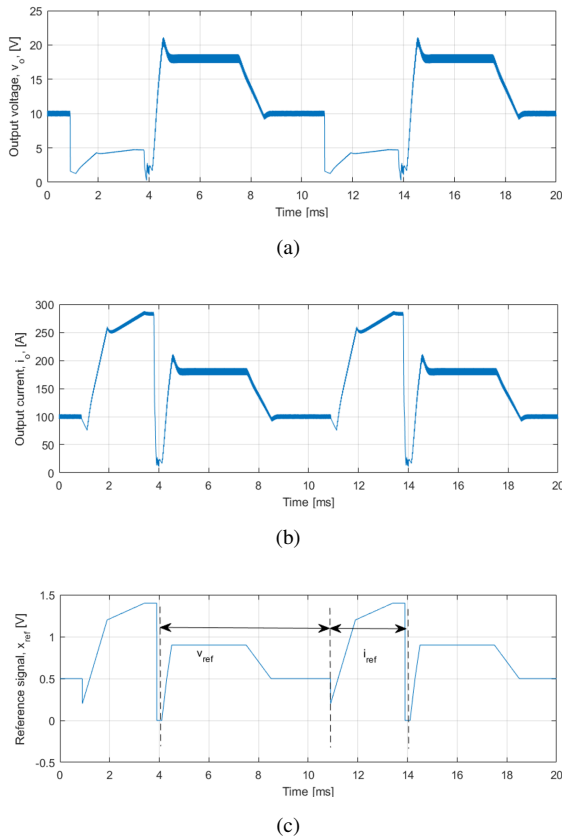 25
20
15
10
5
0
Output voltage, vo, [V]
0 2 4 6 8 10 12 14 16 18 20
Time [ms]
(a)
300
250
200
150
100
50
0
Output current, io, [A]
0 2 4 6 8 10 12 14 16 18 20
Time [ms]
(b)
1.5
1
0.5
0
-0.5
Reference signal, xref [V]
vref
iref
0 2 4 6 8 10 12 14 16 18 20
Time [ms]
(c)